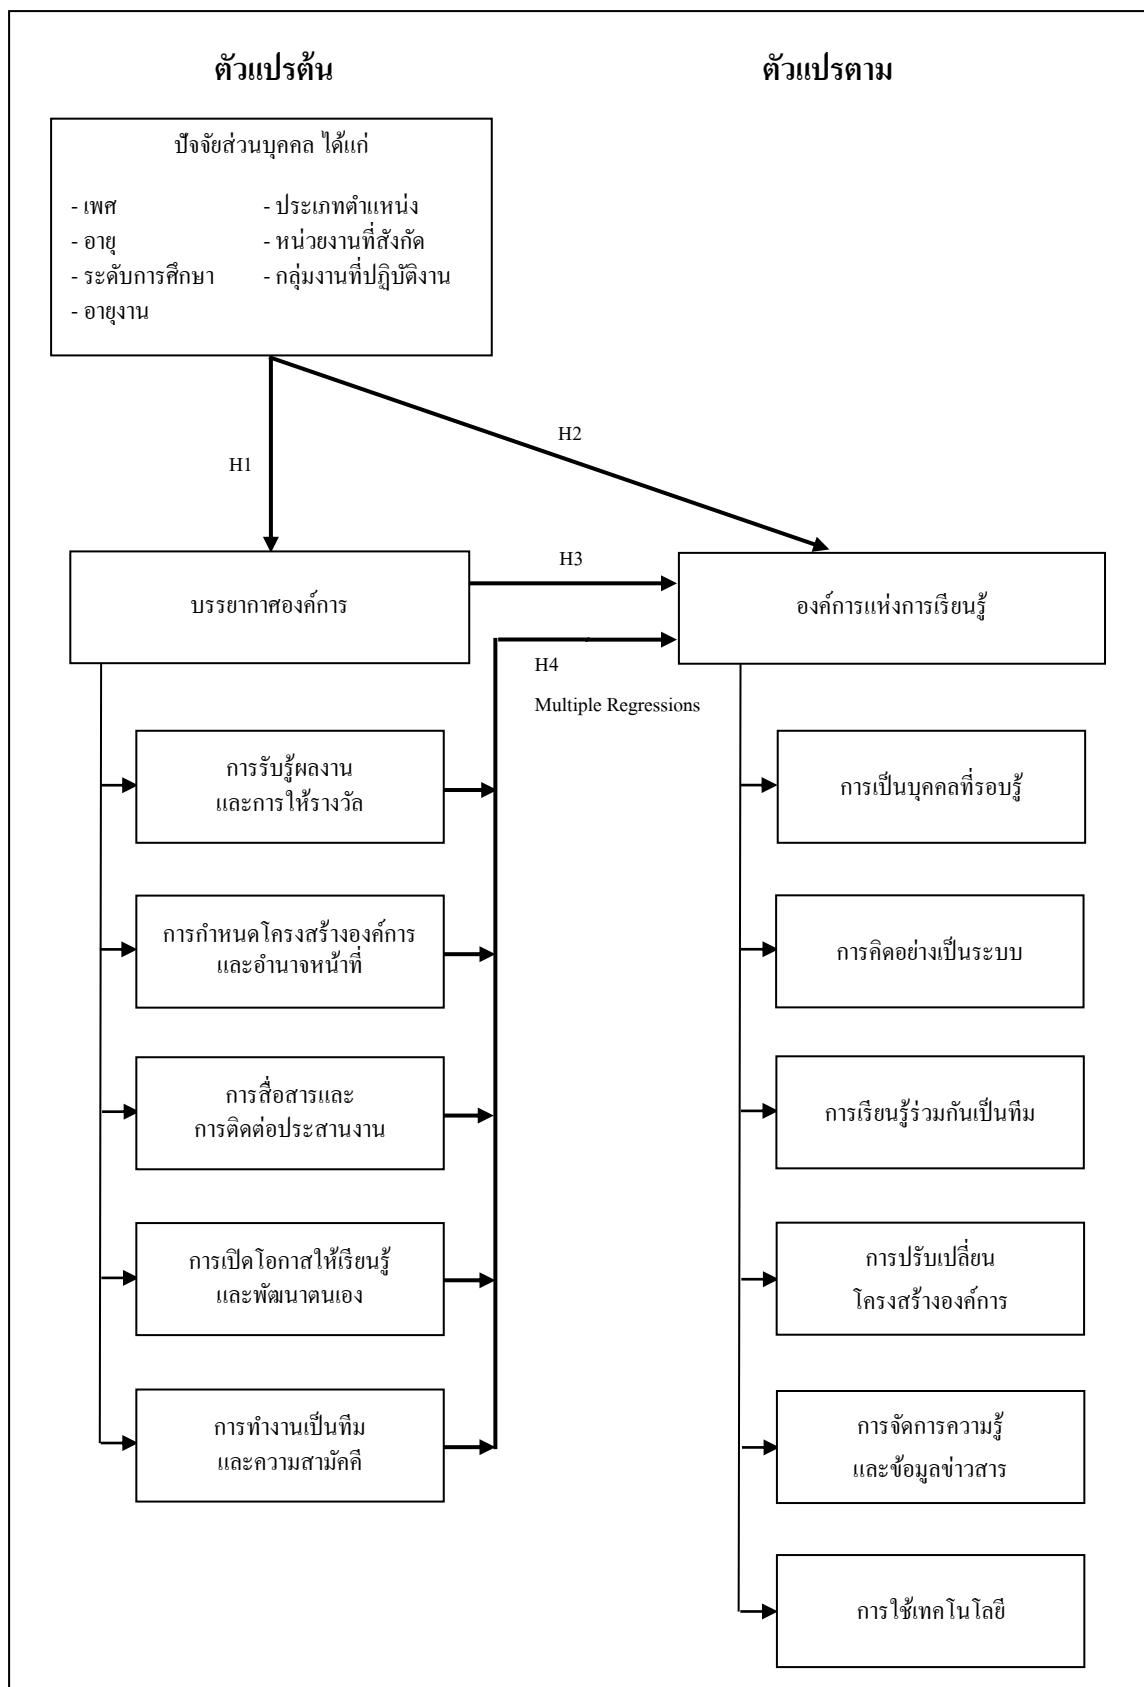 ตัวแปรต้น
ตัวแปรตาม
ปัจจัยส่วนบุคคล ได้แก่
- เพศ
- ประเภทตำแหน่ง
- อายุ
- หน่วยงานที่สังกัด
- ระดับการศึกษา
- กลุ่มงานที่ปฏิบัติงาน
- อายุงาน
H1
H2
บรรยากาศองค์การ
H3
องค์การแห่งการเรียนรู้
H4
Multiple Regressions
การรับรู้ผลงาน
และการให้รางวัล
การกำหนดโครงสร้างองค์การ
และอำนาจหน้าที่
การสื่อสารและ
การติดต่อประสานงาน
การเปิดโอกาสให้เรียนรู้
และพัฒนาตนเอง
การทำงานเป็นทีม
และความสามัคคี
การเป็นบุคคลที่รอบรู้
การคิดอย่างเป็นระบบ
การเรียนรู้ร่วมกันเป็นทีม
การปรับเปลี่ยน
โครงสร้างองค์การ
การจัดการความรู้
และข้อมูลข่าวสาร
การใช้เทคโนโลยี